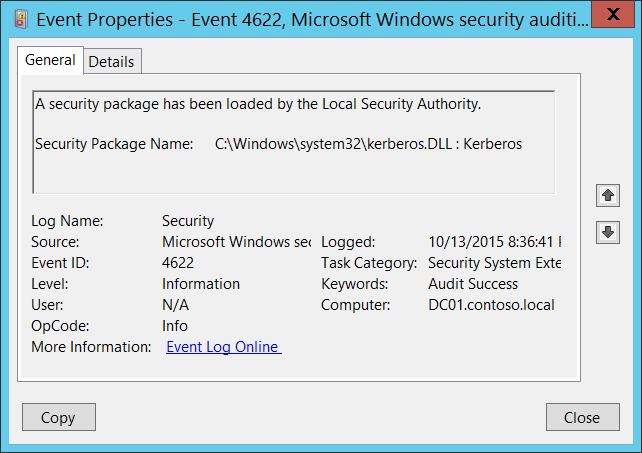 Event Properties - Event 4622, Microsoft Windows security auditi...
General Details
A security package has been loaded by the Local Security Authority.
Security Package Name: C:\Windows\system32\kerberos.DLL : Kerberos
Log Name: Security
Source: Microsoft Windows sec Logged: 10/13/2015 8:36:41
Event ID: 4622 Task Category: Security System Exte
Level: Information Keywords: Audit Success
User: N/A Computer: DC01.contoso.local
OpCode: Info
More Information: Event Log Online
Copy Close